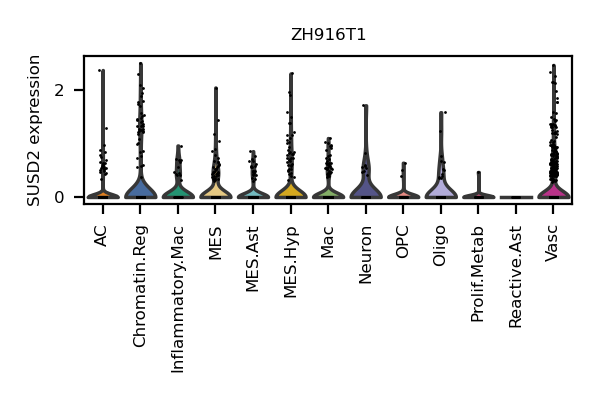 ZH916T1
SUSD2 expression
2
0
AC
Chromatin.Reg
Inflammatory.Mac
MES
MES.Ast
MES.Hyp
Mac
Neuron
OPC
Oligo
Prolif.Metab
Reactive.Ast
Vasc